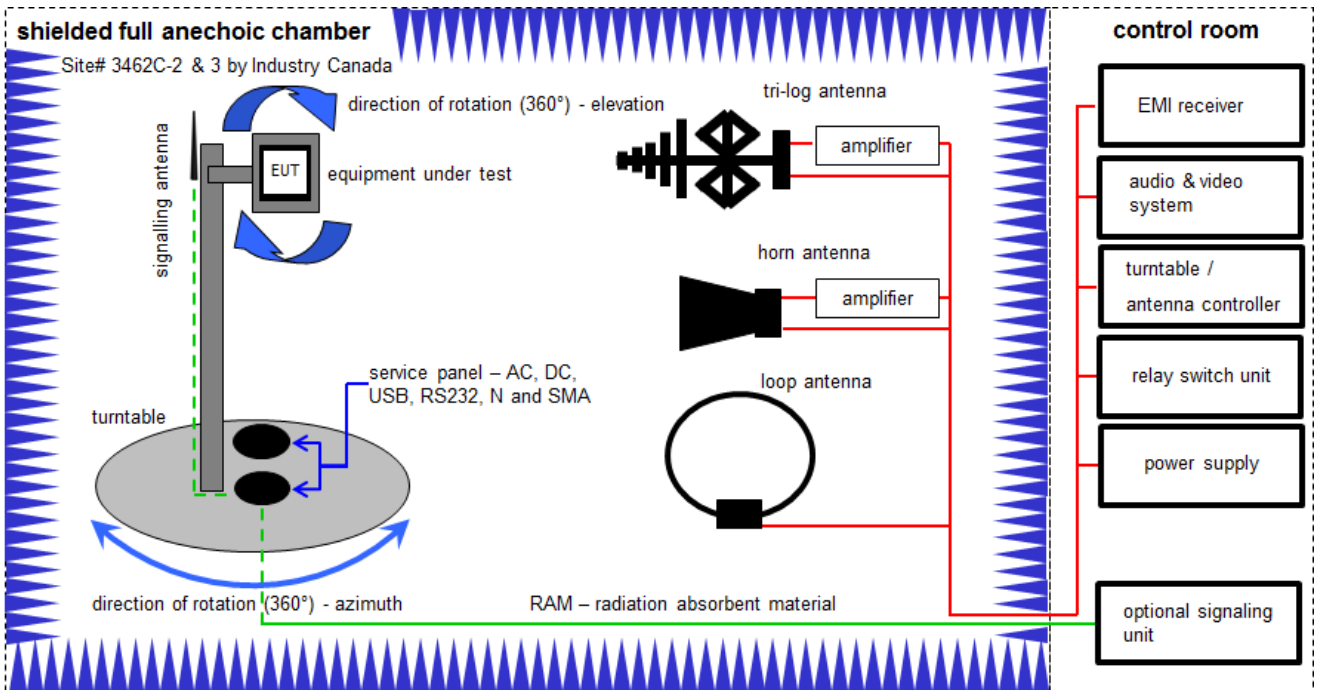 shielded full anechoic chamber
Site# 3462C-2 & 3 by Industry Canada
direction of rotation (360°) - elevation
signalling antenna
EUT
equipment under test
tri-log antenna
amplifier
horn antenna
amplifier
loop antenna
service panel – AC, DC,
USB, RS232, N and SMA
turntable
direction of rotation (360°) - azimuth
RAM – radiation absorbent material
control room
EMI receiver
audio & video
system
turntable /
antenna controller
relay switch unit
power supply
optional signaling
unit